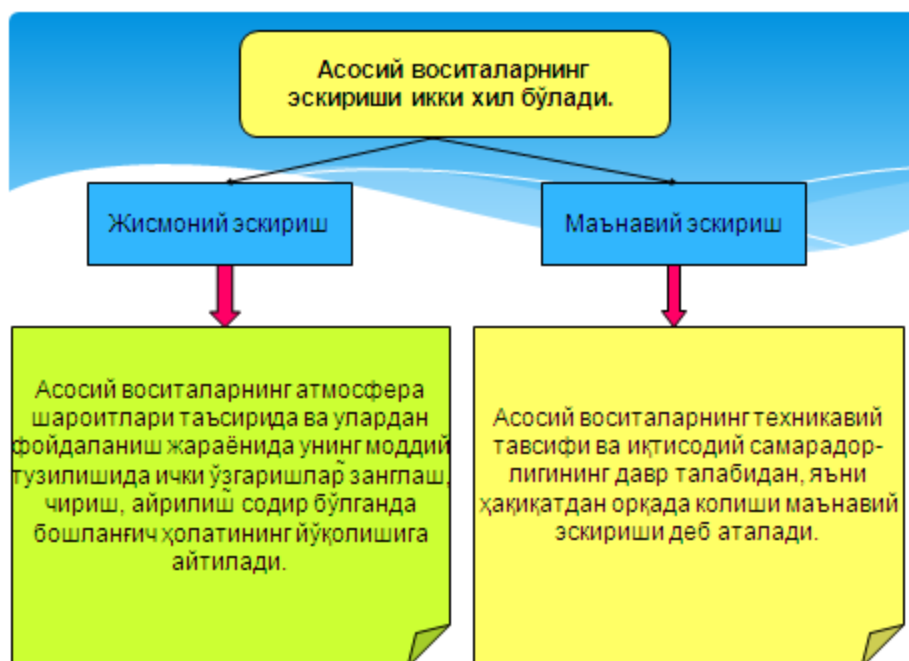 Асосий воситаларнинг
эскириши икки хил бўлади.
Жисмоний эскириш
Маънавий эскириш
Асосий воситаларнинг атмосфера
шароитлари таъсирида ва улардан
фойдаланиш жараёнида унинг моддий
тузилишида ички ўзгаришлар̃ занглаш,
чириш, айрилиш̃ содир бўлганда
бошланғич ҳолатининг йўқолишига
айтилади.
Асосий воситаларнинг техникавий
тавсифи ва иқтисодий самарадор-
лигининг давр талабидан, яъни
ҳақиқатдан орқада колиши маънавий
эскириши деб аталади.